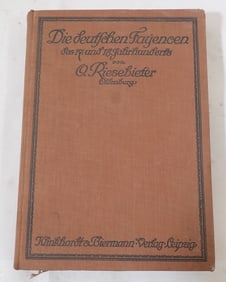 Die deutschen Fayencen
des 17. und 18. Jahrhunderts
von
O. Riesebieter
Oldenburg
Klinkhardt & Biermann · Verlag · Leipzig